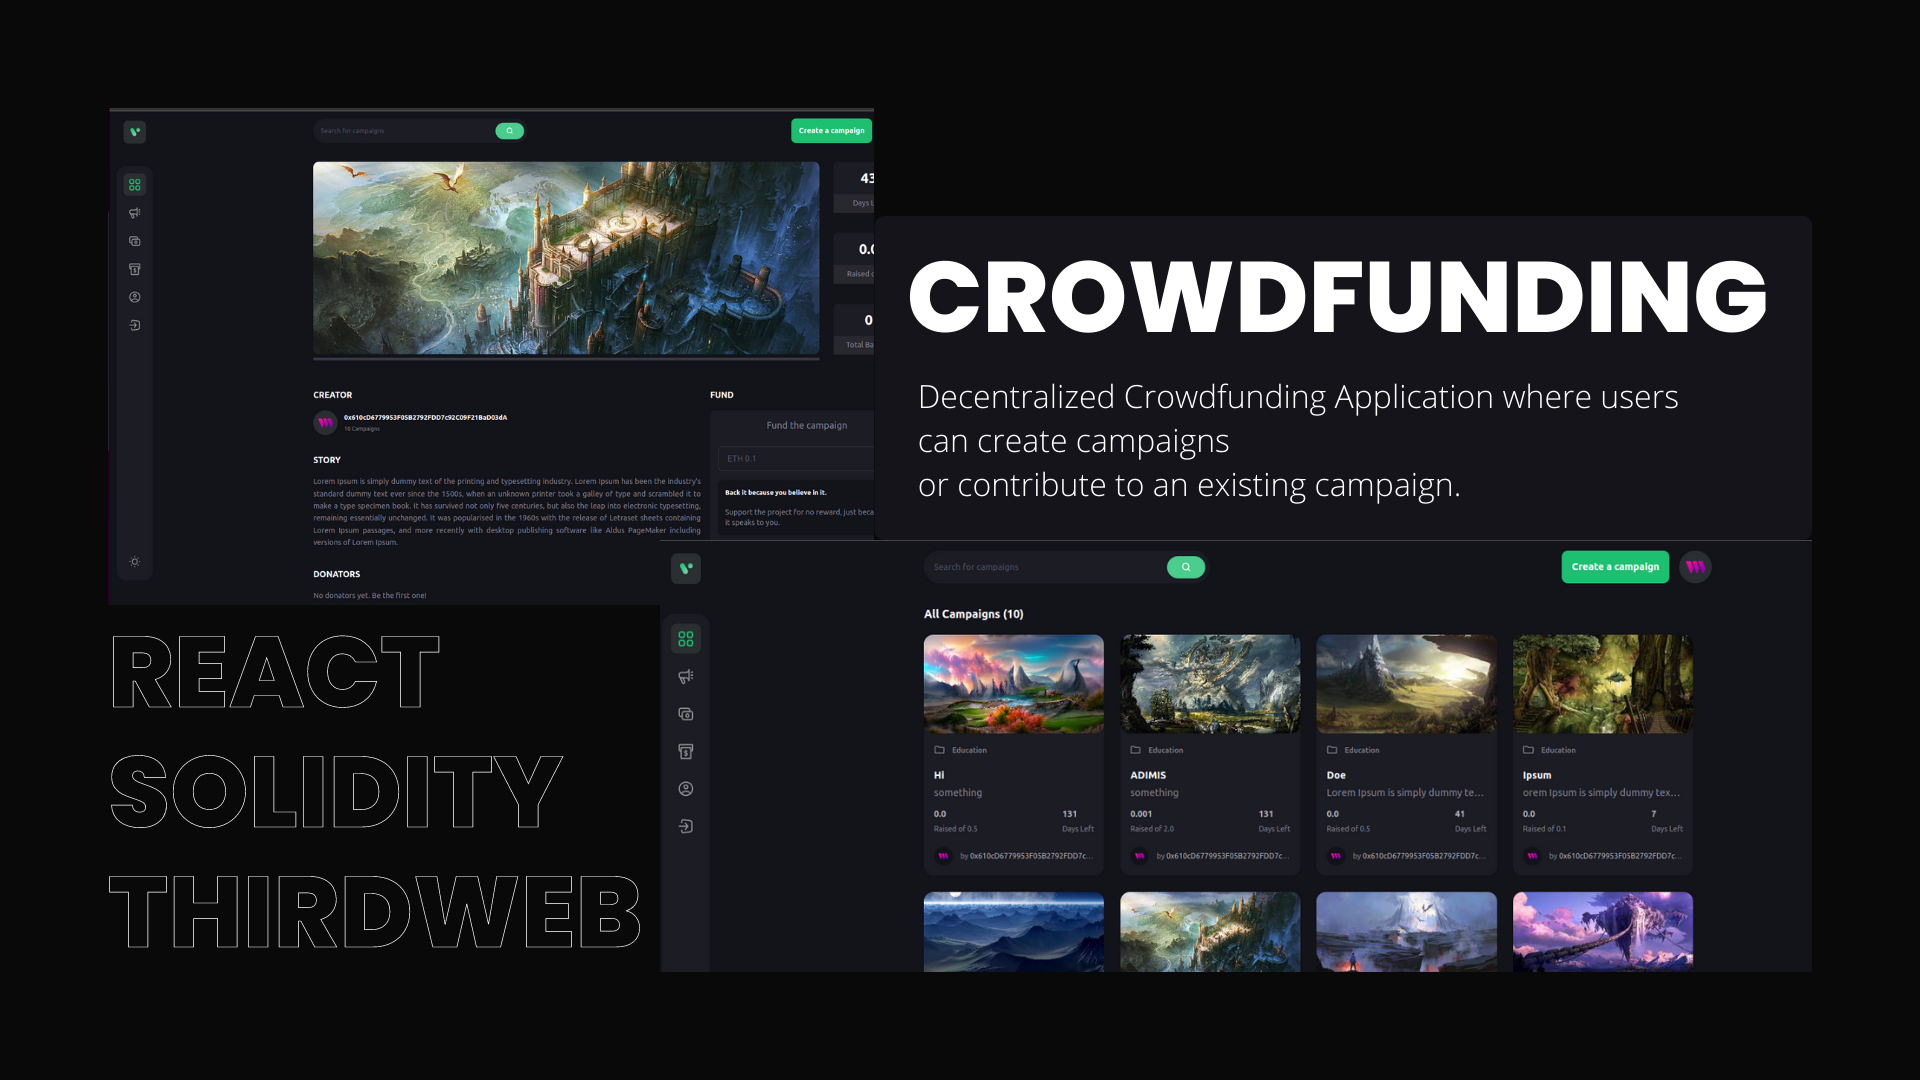 Search for campaigns
Create a campaign
43
Days L
0.0
Raised o
0
Total Ba
CREATOR
0x610cD6779953F05B2792FDD7c92C09F21BaD03dA
10 Campaigns
STORY
Lorem Ipsum is simply dummy text of the printing and typesetting industry. Lorem Ipsum has been the industry's
standard dummy text ever since the 1500s, when an unknown printer took a galley of type and scrambled it to
make a type specimen book. It has survived not only five centuries, but also the leap into electronic typesetting,
remaining essentially unchanged. It was popularised in the 1960s with the release of Letraset sheets containing
Lorem Ipsum passages, and more recently with desktop publishing software like Aldus PageMaker including
versions of Lorem Ipsum.
DONATORS
No donators yet. Be the first one!
FUND
Fund the campaign
ETH 0.1
Back it because you believe in it.
Support the project for no reward, just beca
it speaks to you.
CROWDFUNDING
Decentralized Crowdfunding Application where users
can create campaigns
or contribute to an existing campaign.
REACT
SOLIDITY
THIRDWEB
Search for campaigns
Create a campaign
All Campaigns (10)
Education
Hi
something
0.0 131
Raised of 0.5 Days Left
by 0x610cD6779953F05B2792FDD7c...
Education
ADIMIS
something
0.001 131
Raised of 2.0 Days Left
by 0x610cD6779953F05B2792FDD7c...
Education
Doe
Lorem Ipsum is simply dummy te...
0.0 41
Raised of 0.5 Days Left
by 0x610cD6779953F05B2792FDD7c...
Education
Ipsum
orem Ipsum is simply dummy tex...
0.0 7
Raised of 0.1 Days Left
by 0x610cD6779953F05B2792FDD7c...